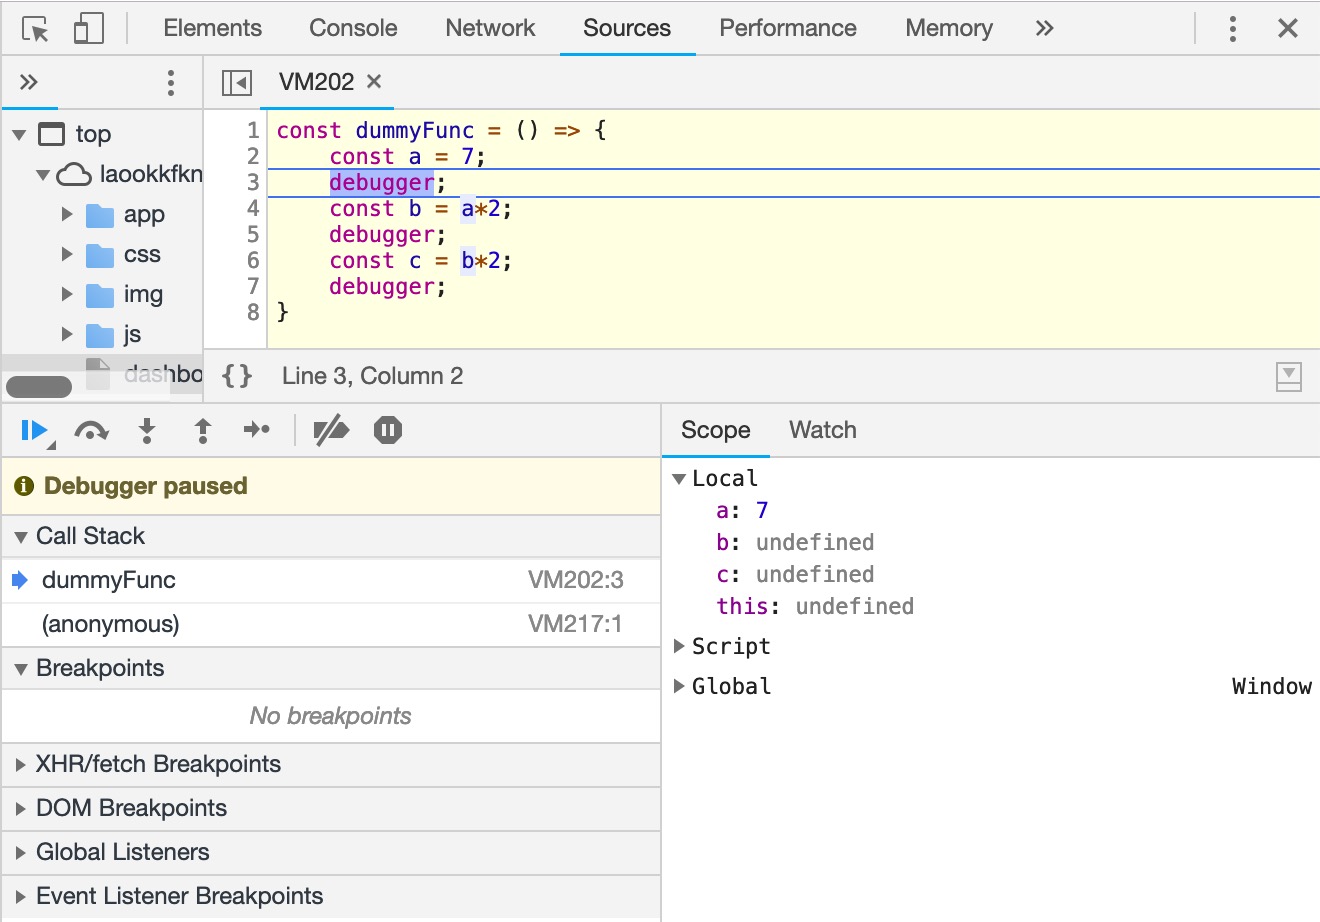 Elements Console Network Sources Performance Memory »
» VM202 ×
top
laookkfkn
app
css
img
js
1 const dummyFunc = () => {
2 const a = 7;
3 debugger;
4 const b = a*2;
5 debugger;
6 const c = b*2;
7 debugger;
8 }
{} Line 3, Column 2
Debugger paused
Call Stack
dummyFunc VM202:3
(anonymous) VM217:1
Breakpoints
No breakpoints
XHR/fetch Breakpoints
DOM Breakpoints
Global Listeners
Event Listener Breakpoints
Scope Watch
Local
a: 7
b: undefined
c: undefined
this: undefined
Script
Global Window